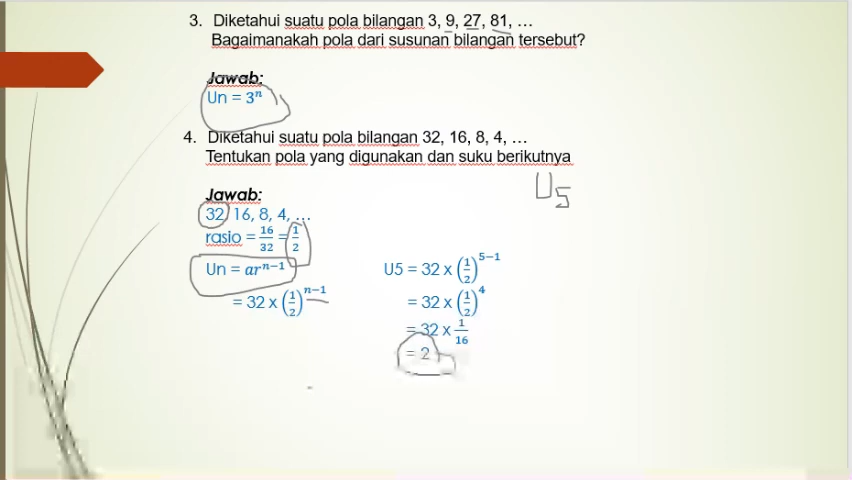 3. Diketahui suatu pola bilangan 3, 9, 27, 81, …
Bagaimanakah pola dari susunan bilangan tersebut?
Jawab:
Un = 3ⁿ
4. Diketahui suatu pola bilangan 32, 16, 8, 4, …
Tentukan pola yang digunakan dan suku berikutnya
U5
Jawab:
32, 16, 8, 4, …
rasio = 16/32 = 1/2
Un = arⁿ⁻¹
= 32 x (1/2)ⁿ⁻¹
U5 = 32 x (1/2)⁵⁻¹
= 32 x (1/2)⁴
= 32 x 1/16
= 2